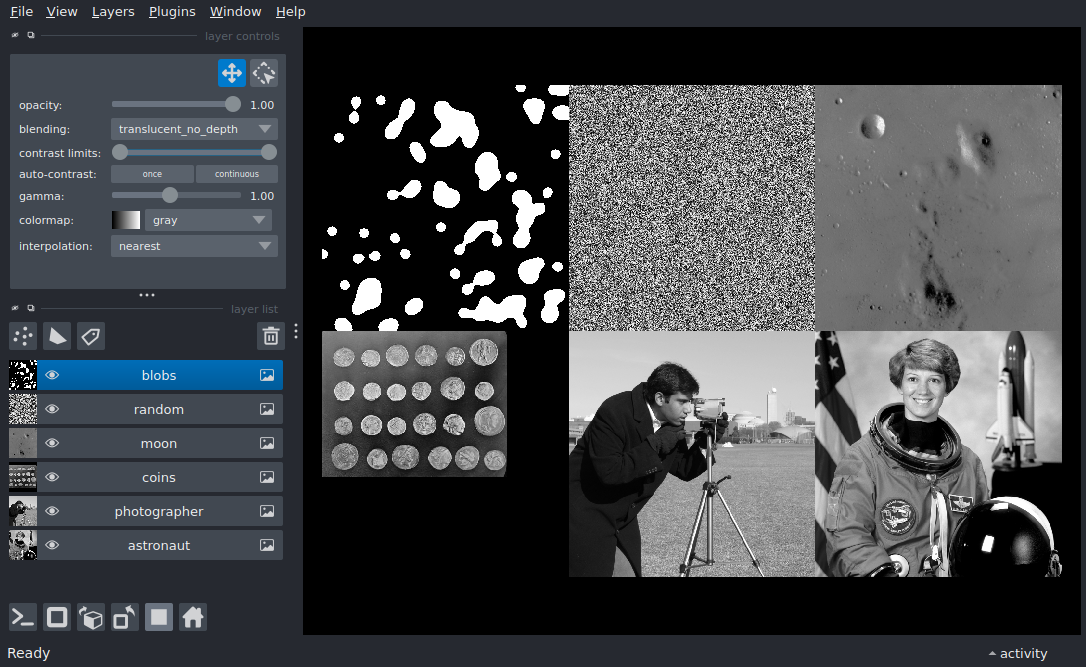 File View Layers Plugins Window Help
layer controls
opacity: 1.00
blending: translucent_no_depth
contrast limits:
auto-contrast: once continuous
gamma: 1.00
colormap: gray
interpolation: nearest
layer list
blobs
random
moon
coins
photographer
astronaut
Ready activity